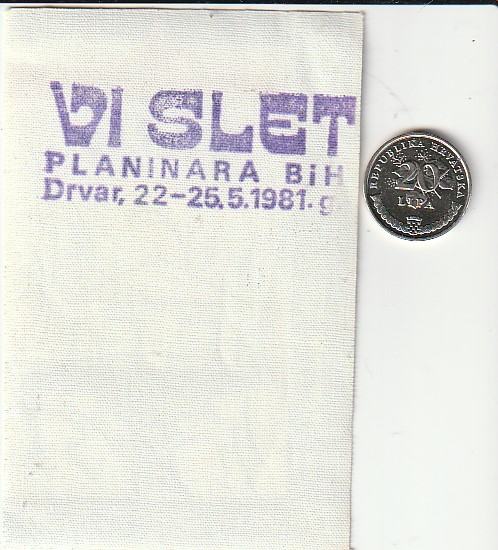 VI SLET
PLANINARA BiH
Drvar, 22-25.5.1981. g
REPUBLIKA HRVATSKA
20
LIPA